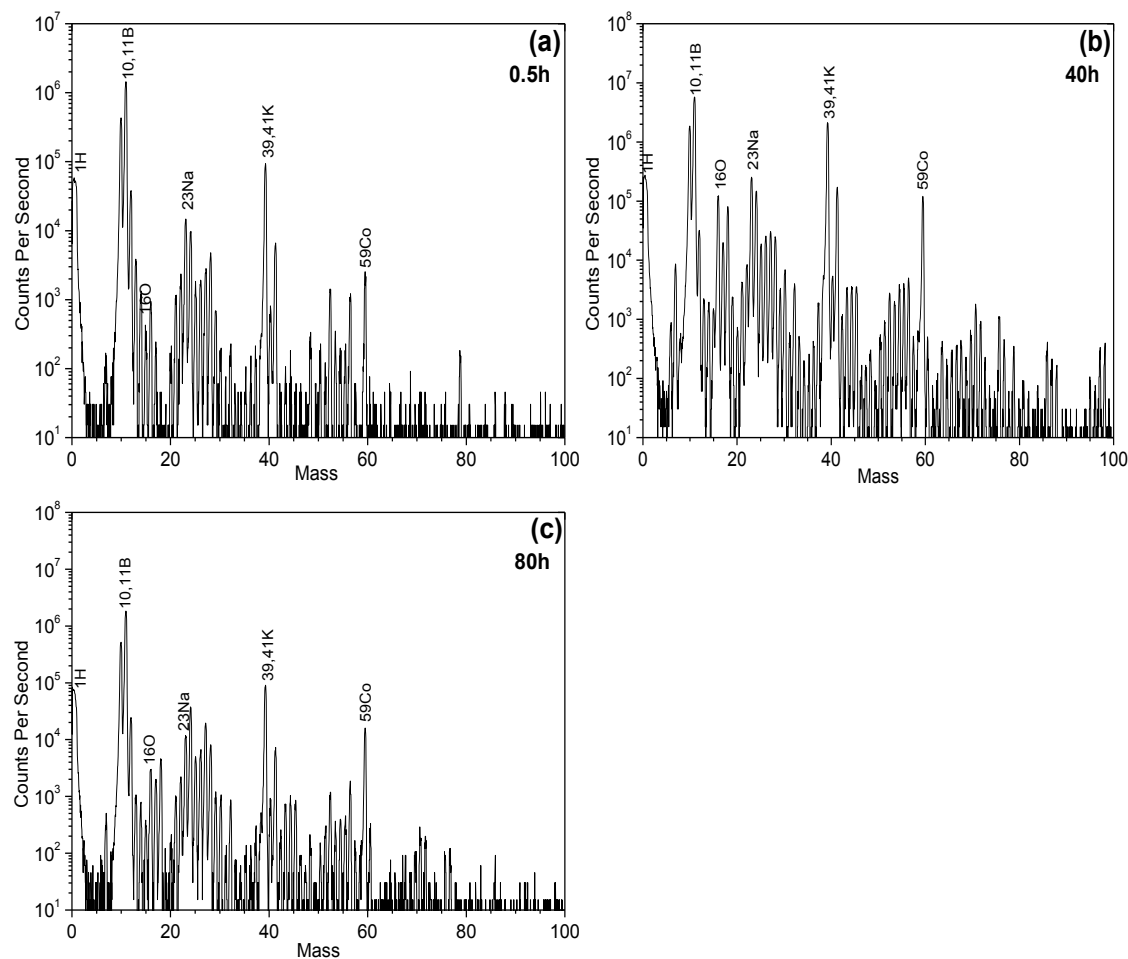 (a)
0.5h
10^7
10^6
10^5
10^4
10^3
10^2
10^1
Counts Per Second
1H
10,11B
16O
23Na
39,41K
59Co
0 20 40 60 80 100
Mass
(b)
40h
10^8
10^7
10^6
10^5
10^4
10^3
10^2
10^1
Counts Per Second
1H
10,11B
16O
23Na
39,41K
59Co
0 20 40 60 80 100
Mass
(c)
80h
10^8
10^7
10^6
10^5
10^4
10^3
10^2
10^1
Counts Per Second
1H
10,11B
16O
23Na
39,41K
59Co
0 20 40 60 80 100
Mass